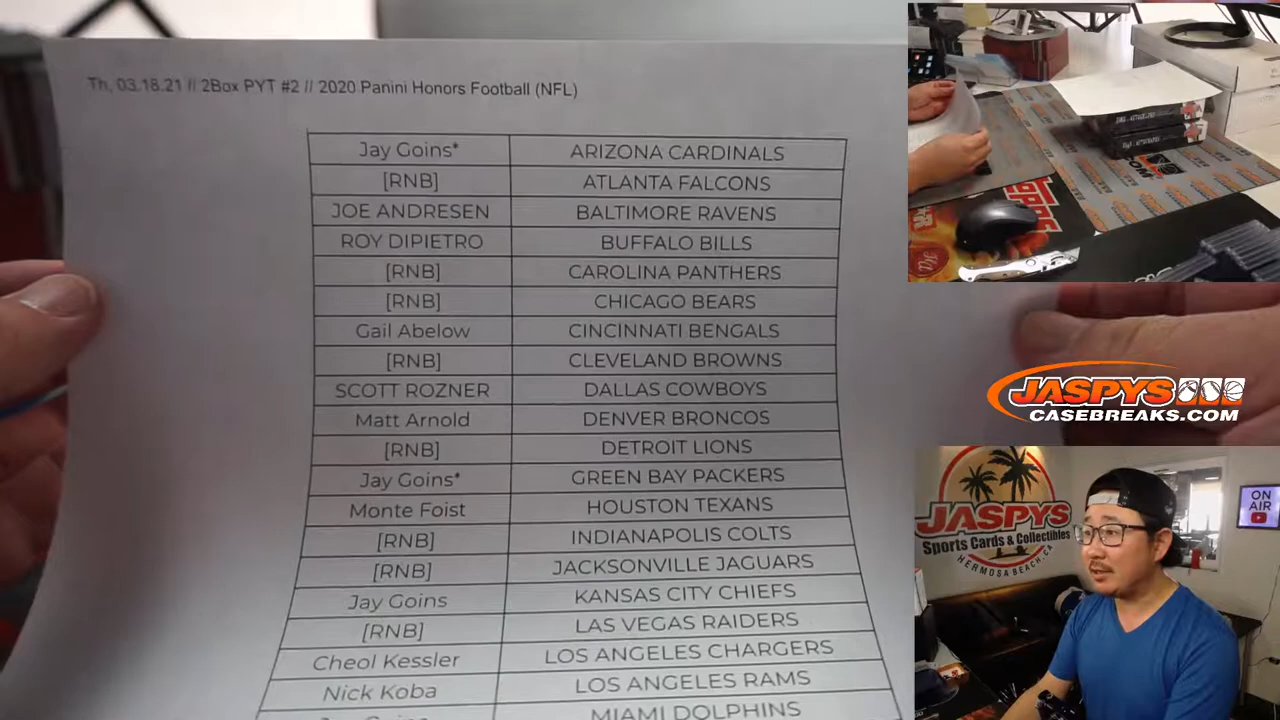 Th, 03.18.21 // 2Box PYT #2 // 2020 Panini Honors Football (NFL)
Jay Goins* ARIZONA CARDINALS
[RNB] ATLANTA FALCONS
JOE ANDRESEN BALTIMORE RAVENS
ROY DIPIETRO BUFFALO BILLS
[RNB] CAROLINA PANTHERS
[RNB] CHICAGO BEARS
Gail Abelow CINCINNATI BENGALS
[RNB] CLEVELAND BROWNS
SCOTT ROZNER DALLAS COWBOYS
Matt Arnold DENVER BRONCOS
[RNB] DETROIT LIONS
Jay Goins* GREEN BAY PACKERS
Monte Foist HOUSTON TEXANS
[RNB] INDIANAPOLIS COLTS
[RNB] JACKSONVILLE JAGUARS
Jay Goins KANSAS CITY CHIEFS
[RNB] LAS VEGAS RAIDERS
Cheol Kessler LOS ANGELES CHARGERS
Nick Koba LOS ANGELES RAMS
MIAMI DOLPHINS
.COM
JASPYS
CASEBREAKS.COM
JASPYS
Sports Cards & Collectibles
HERMOSA BEACH, CA
ON
AIR